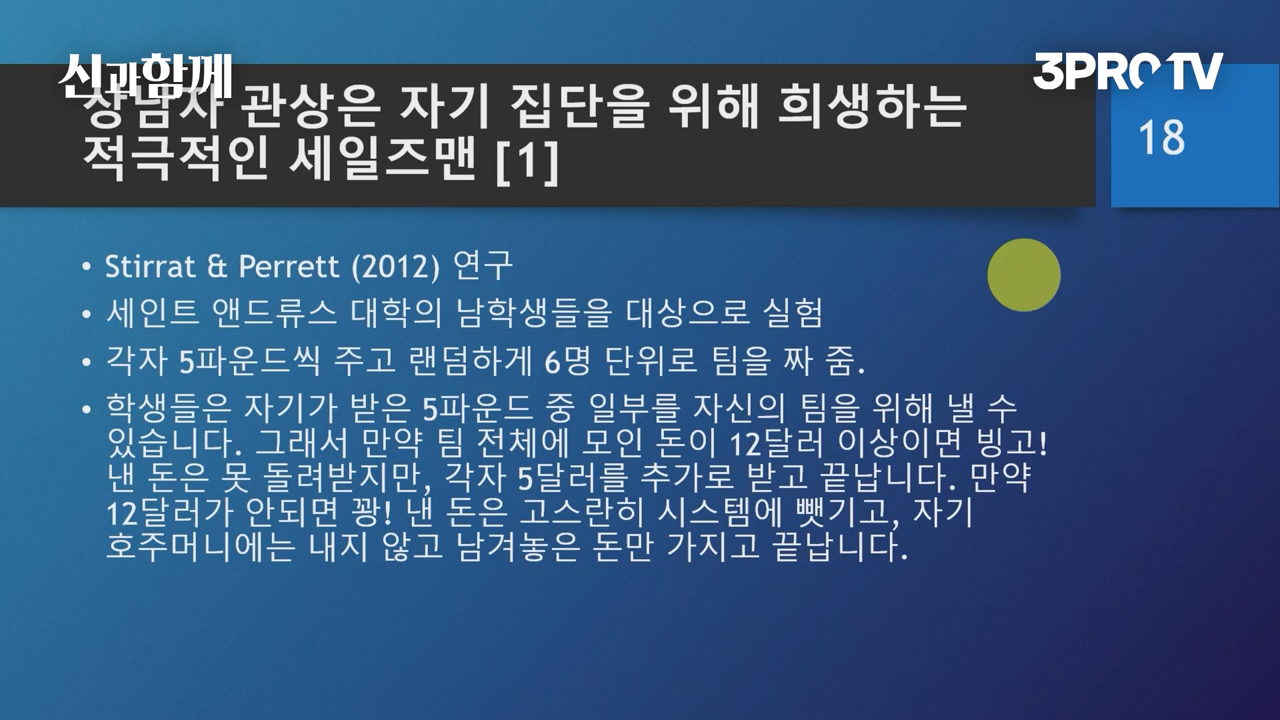 신과함께
3PROTV
상남자 관상은 자기 집단을 위해 희생하는
적극적인 세일즈맨 [1]
18
• Stirrat & Perrett (2012) 연구
• 세인트 앤드류스 대학의 남학생들을 대상으로 실험
• 각자 5파운드씩 주고 랜덤하게 6명 단위로 팀을 짜 줌.
• 학생들은 자기가 받은 5파운드 중 일부를 자신의 팀을 위해 낼 수
있습니다. 그래서 만약 팀 전체에 모인 돈이 12달러 이상이면 빙고!
낸 돈은 못 돌려받지만, 각자 5달러를 추가로 받고 끝납니다. 만약
12달러가 안되면 꽝! 낸 돈은 고스란히 시스템에 뺏기고, 자기
호주머니에는 내지 않고 남겨놓은 돈만 가지고 끝납니다.